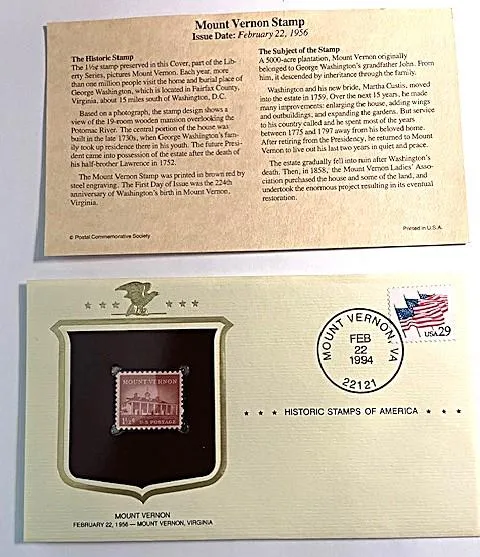 Mount Vernon Stamp
Issue Date: February 22, 1956
The Historic Stamp
The 1½¢ stamp preserved in this Cover, part of the Lib-
erty Series, pictures Mount Vernon. Each year, more
than one million people visit the home and burial place of
George Washington, which is located in Fairfax County,
Virginia, about 15 miles south of Washington, D.C.
Based on a photograph, the stamp design shows a
view of the 19-room wooden mansion overlooking the
Potomac River. The central portion of the house was
built in the late 1730s, when George Washington's fam-
ily took up residence there in his youth. The future Presi-
dent came into possession of the estate after the death of
his half-brother Lawrence in 1752.
The Mount Vernon Stamp was printed in brown red by
steel engraving. The First Day of Issue was the 224th
anniversary of Washington's birth in Mount Vernon,
Virginia.
© Postal Commemorative Society
The Subject of the Stamp
A 5000-acre plantation, Mount Vernon originally
belonged to George Washington's grandfather John. From
him, it descended by inheritance through the family.
Washington and his new bride, Martha Custis, moved
into the estate in 1759. Over the next 15 years, he made
many improvements: enlarging the house, adding wings
and outbuildings, and expanding the gardens. But service
to his country called and he spent most of the years
between 1775 and 1797 away from his beloved home.
After retiring from the Presidency, he returned to Mount
Vernon to live out his last two years in quiet and peace.
The estate gradually fell into ruin after Washington's
death. Then, in 1858, the Mount Vernon Ladies' Asso-
ciation purchased the house and some of the land, and
undertook the enormous project resulting in its eventual
restoration.
Printed in U.S.A.
MOUNT VERNON, VA
FEB
22
1994
22121
USA 29
MOUNT VERNON
1½¢ U.S. POSTAGE
★ ★ ★ HISTORIC STAMPS OF AMERICA ★ ★ ★
MOUNT VERNON
FEBRUARY 22, 1956 — MOUNT VERNON, VIRGINIA